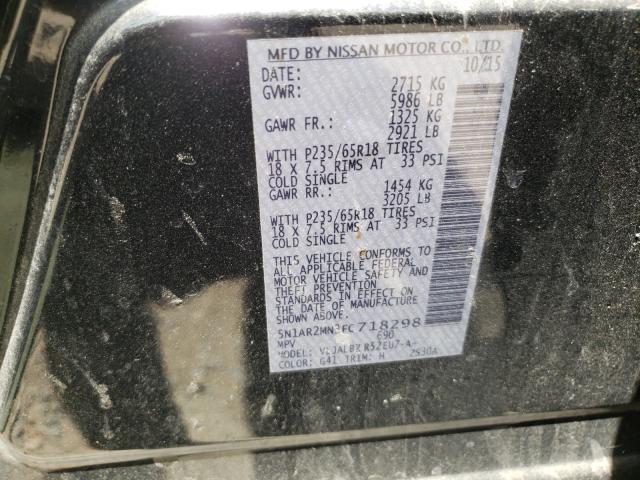 MFD BY NISSAN MOTOR CO., LTD.
DATE: 10/15
GVWR: 2715 KG
5986 LB
GAWR FR.: 1325 KG
2921 LB
WITH P235/65R18 TIRES
18 X 7.5 RIMS AT 33 PSI
COLD SINGLE
GAWR RR.: 1454 KG
3205 LB
WITH P235/65R18 TIRES
18 X 7.5 RIMS AT 33 PSI
COLD SINGLE
THIS VEHICLE CONFORMS TO
ALL APPLICABLE FEDERAL
MOTOR VEHICLE SAFETY AND
THEFT PREVENTION
STANDARDS IN EFFECT ON
THE DATE OF MANUFACTURE
SHOWN ABOVE.
718298
MPV 690
MODEL:
COLOR: G41 TRIM: H 2S30A